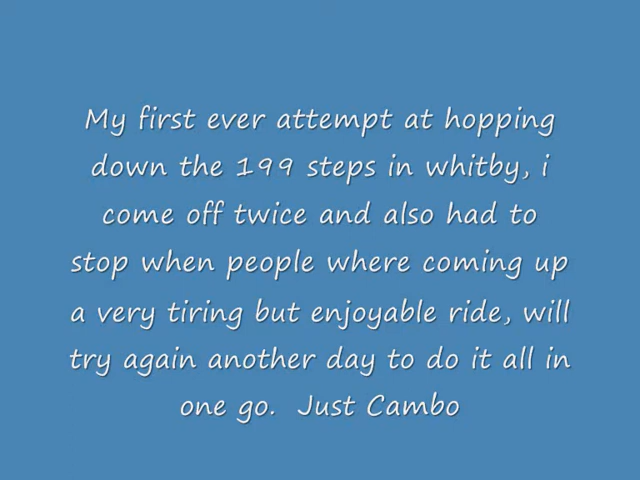 My first ever attempt at hopping
down the 199 steps in whitby, i
come off twice and also had to
stop when people where coming up
a very tiring but enjoyable ride, will
try again another day to do it all in
one go.  Just Cambo